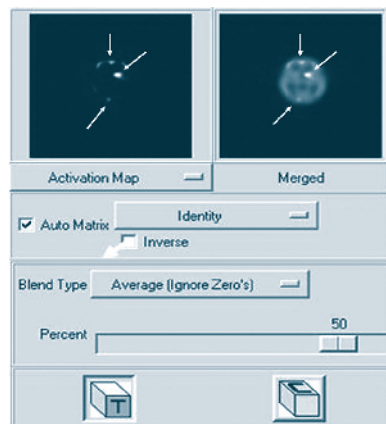 Activation Map Merged
Auto Matrix Identity
Inverse
Blend Type Average (Ignore Zero's)
50
Percent
T